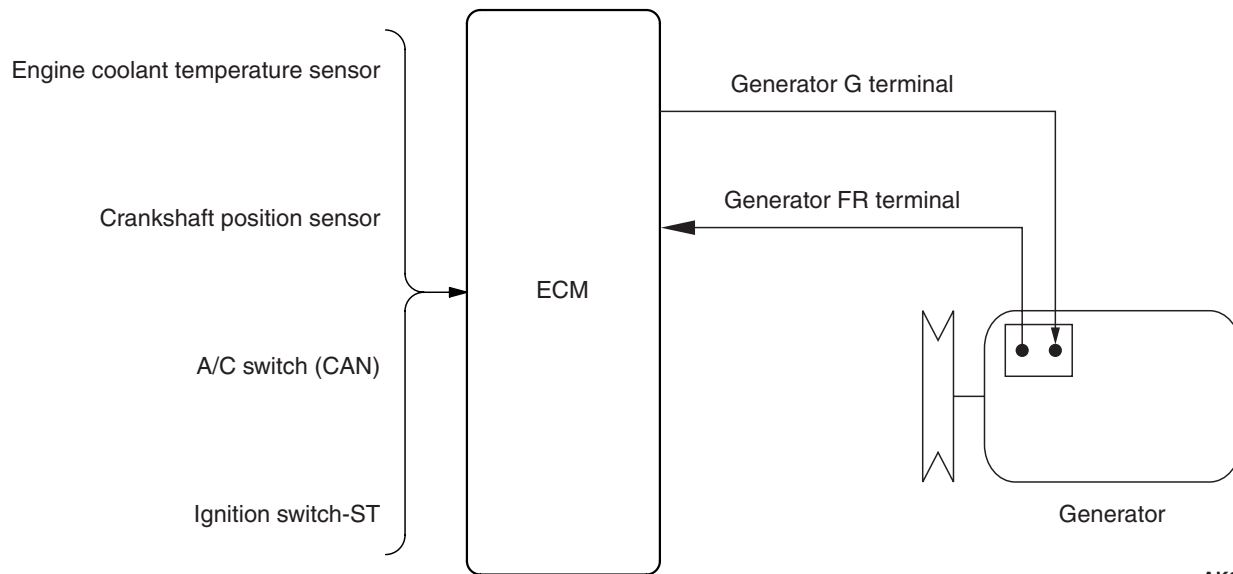 Engine coolant temperature sensor
Crankshaft position sensor
A/C switch (CAN)
Ignition switch-ST
ECM
Generator G terminal
Generator FR terminal
Generator